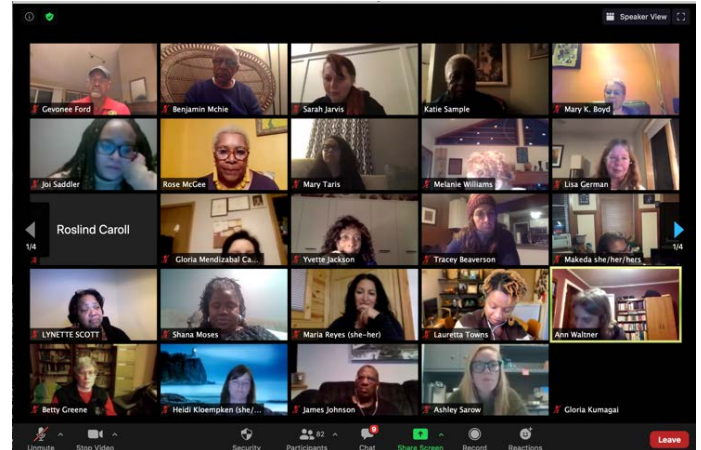 Speaker View
Gevonee Ford
Benjamin Mchie
Sarah Jarvis
Katie Sample
Mary K. Boyd
Joi Saddler
Rose McGee
Mary Taris
Melanie Williams
Lisa German
1/4
Roslind Caroll
Gloria Mendizabal Ca...
Yvette Jackson
Tracey Beaverson
Makeda she/her/hers
1/4
LYNETTE SCOTT
Shana Moses
Maria Reyes (she-her)
Lauretta Towns
Ann Waltner
Betty Greene
Heidi Kloempken (she/...
James Johnson
Ashley Sarow
Gloria Kumagai
Unmute
Stop Video
Security
Participants
82
Chat
9
Share Screen
Record
Reactions
Leave